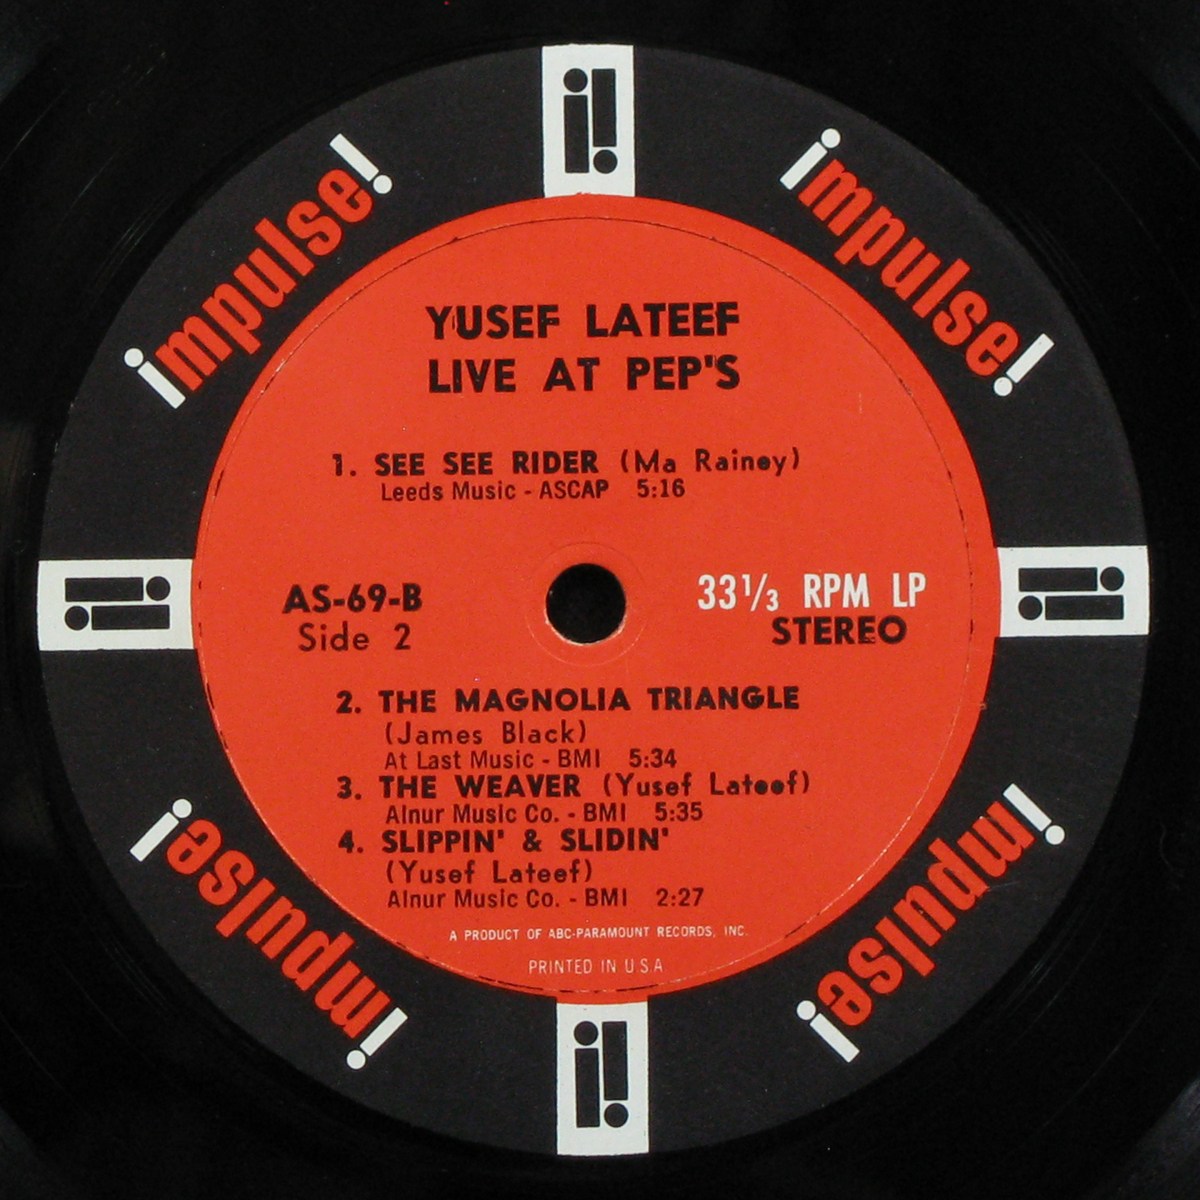 impulse!
impulse!
YUSEF LATEEF
LIVE AT PEP'S
1. SEE SEE RIDER (Ma Rainey)
Leeds Music - ASCAP 5:16
AS-69-B
Side 2
33 1/3 RPM LP
STEREO
2. THE MAGNOLIA TRIANGLE
(James Black)
At Last Music - BMI 5:34
3. THE WEAVER (Yusef Lateef)
Alnur Music Co. - BMI 5:35
4. SLIPPIN' & SLIDIN'
(Yusef Lateef)
Alnur Music Co. - BMI 2:27
A PRODUCT OF ABC-PARAMOUNT RECORDS, INC.
PRINTED IN U.S.A
impulse!
impulse!